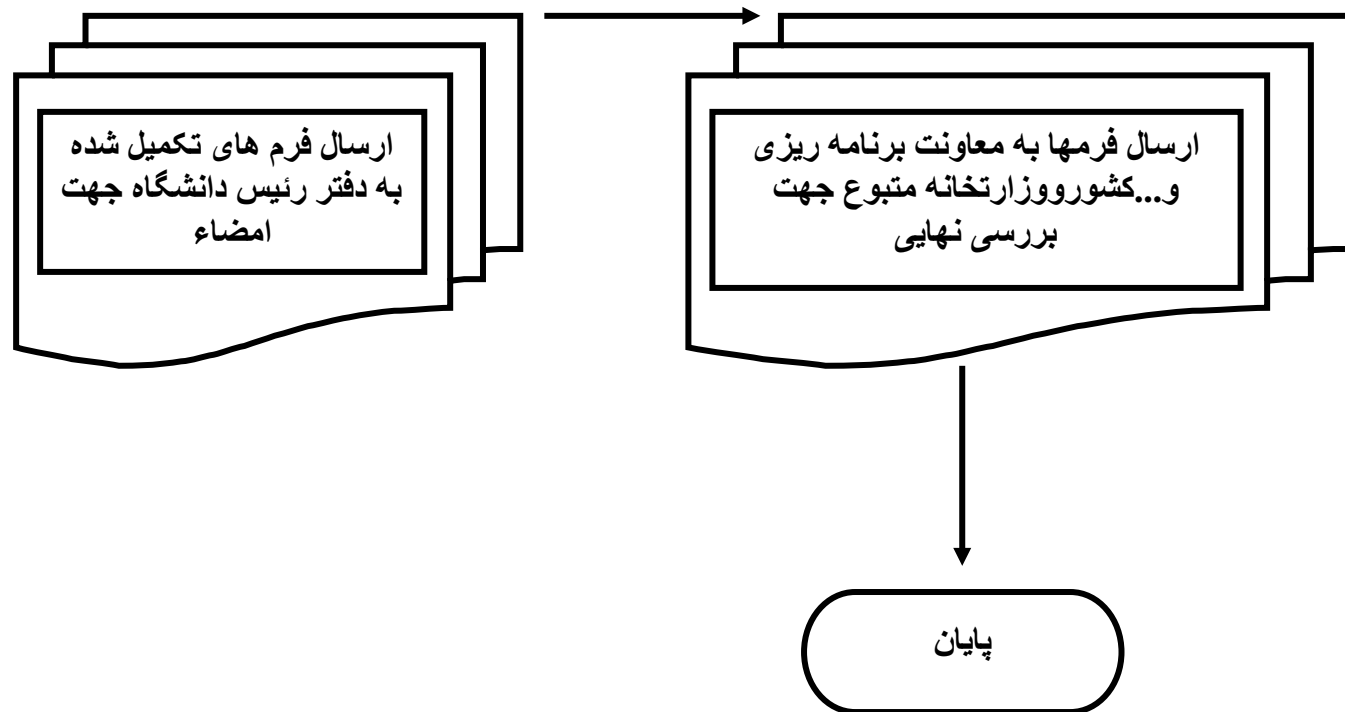 ارسال فرم های تکمیل شده
به دفتر رئیس دانشگاه جهت
امضاء
ارسال فرمها به معاونت برنامه ریزی
و...کشورووزارتخانه متبوع جهت
بررسی نهایی
پایان